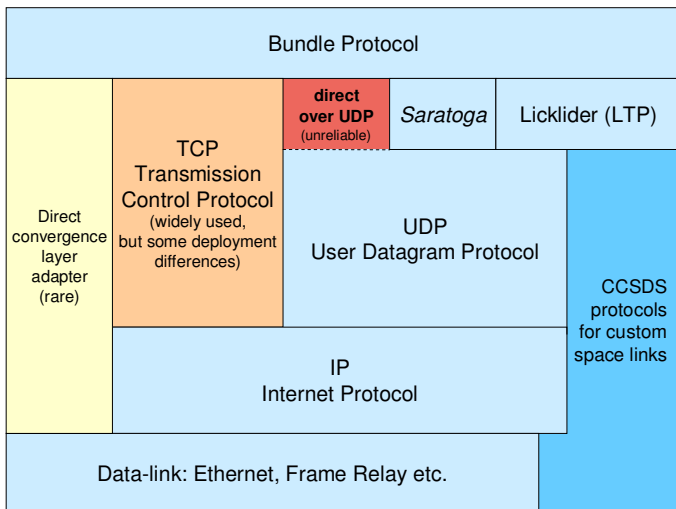 Bundle Protocol
direct
over UDP
(unreliable)
Saratoga
Licklider (LTP)
TCP
Transmission
Control Protocol
(widely used,
but some deployment
differences)
Direct
convergence
layer
adapter
(rare)
UDP
User Datagram Protocol
CCSDS
protocols
for custom
space links
IP
Internet Protocol
Data-link: Ethernet, Frame Relay etc.